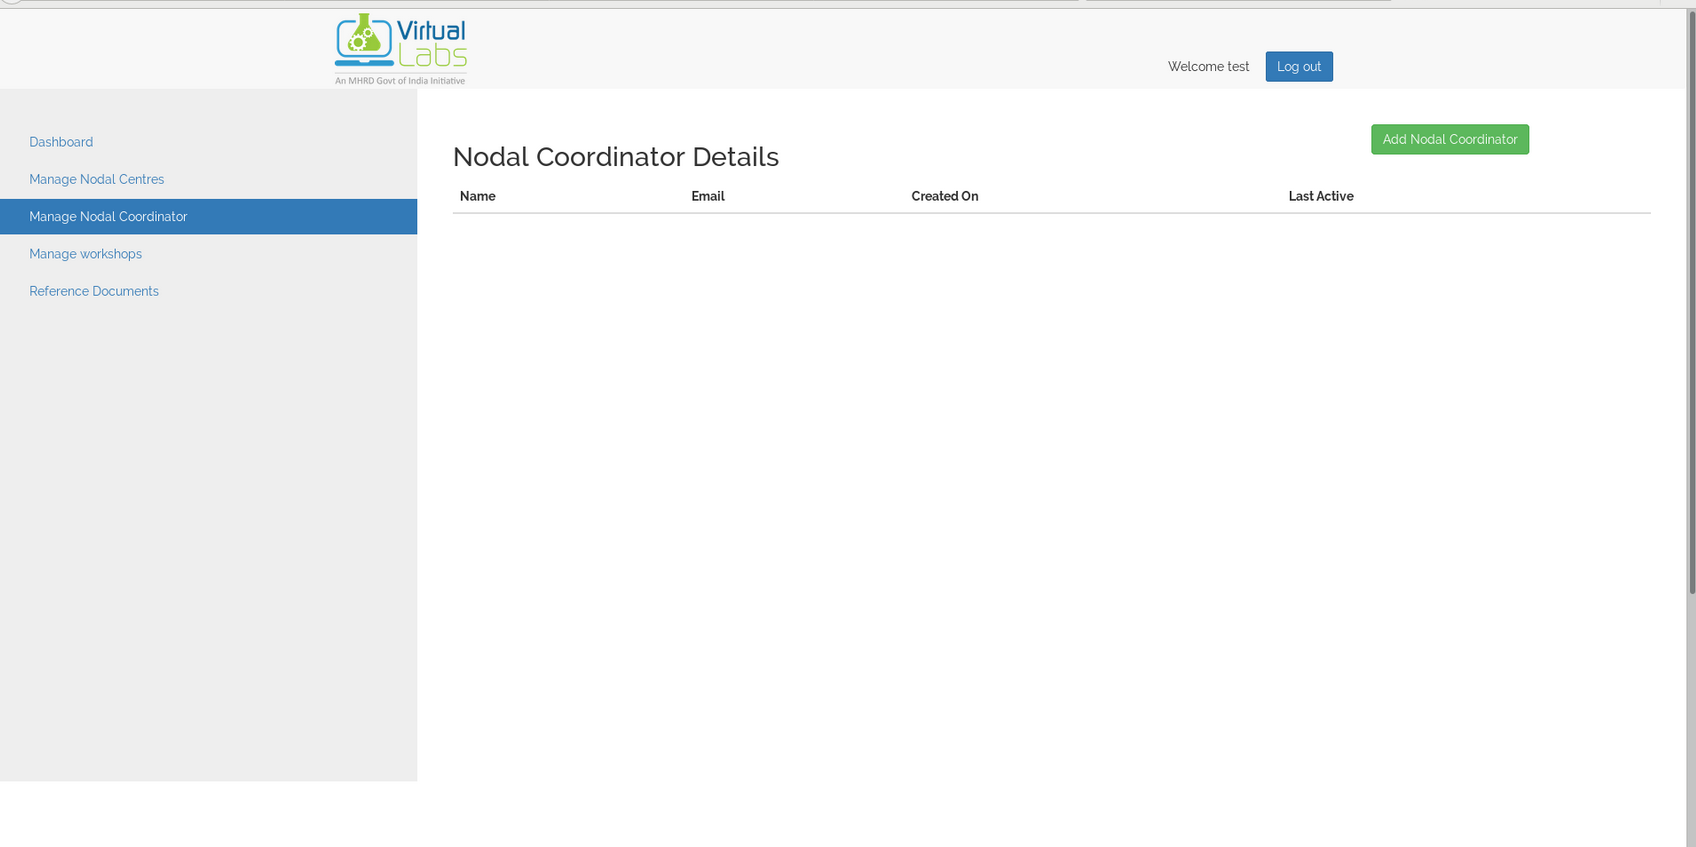 Virtual
Labs
An MHRD Govt of India Initiative
Welcome test
Log out
Dashboard
Manage Nodal Centres
Manage Nodal Coordinator
Manage workshops
Reference Documents
Add Nodal Coordinator
Nodal Coordinator Details
Name Email Created On Last Active